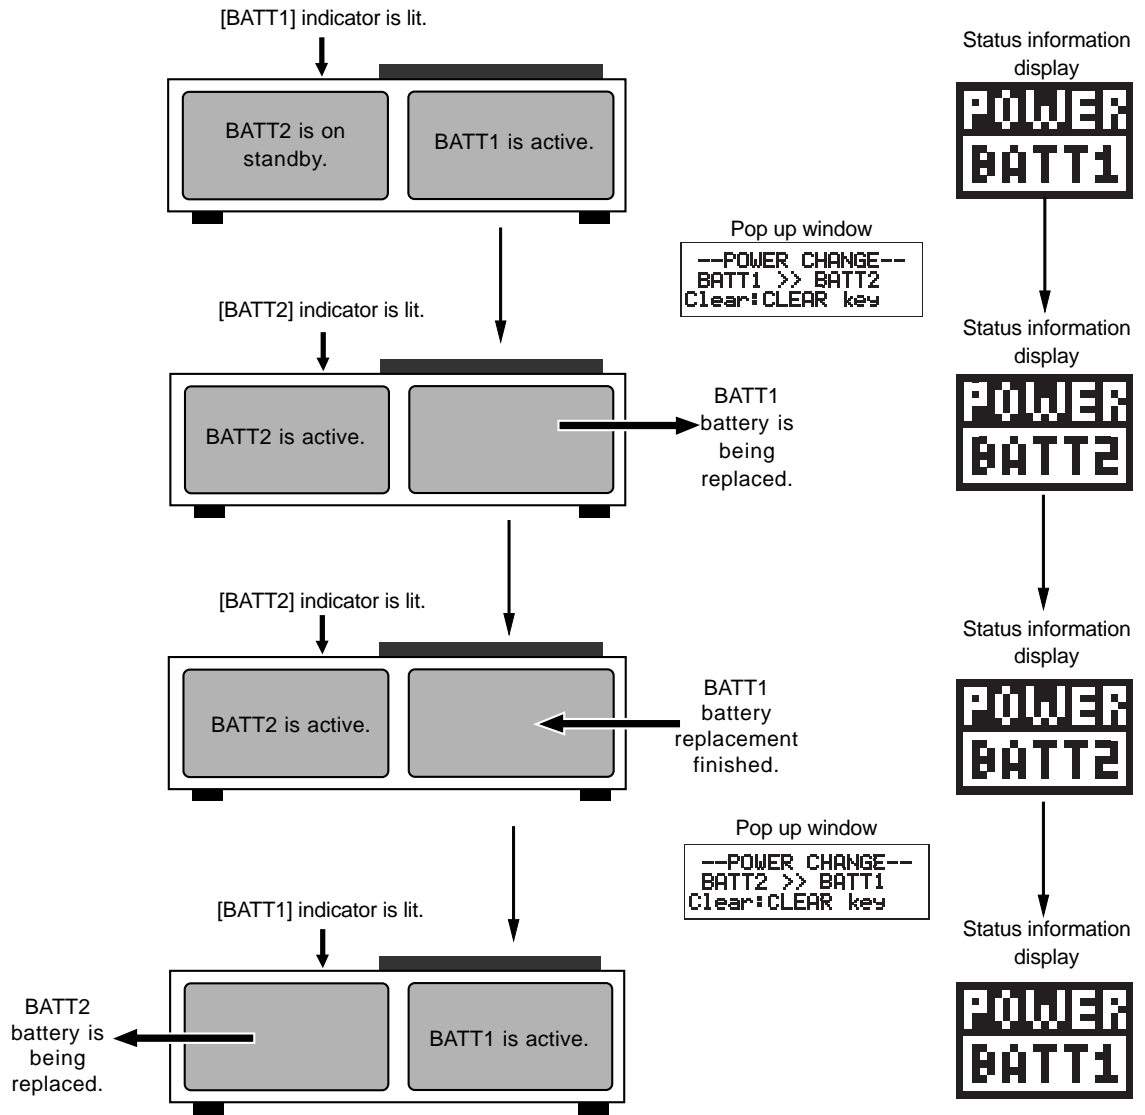 [BATT1] indicator is lit.
Status information
display
BATT2 is on
standby.
BATT1 is active.
POWER
BATT1
Pop up window
--POWER CHANGE--
BATT1 >> BATT2
Clear:CLEAR key
[BATT2] indicator is lit.
Status information
display
BATT2 is active.
BATT1
battery is
being
replaced.
POWER
BATT2
[BATT2] indicator is lit.
Status information
display
BATT2 is active.
BATT1
battery
replacement
finished.
POWER
BATT2
Pop up window
--POWER CHANGE--
BATT2 >> BATT1
Clear:CLEAR key
[BATT1] indicator is lit.
Status information
display
BATT2
battery is
being
replaced.
BATT1 is active.
POWER
BATT1